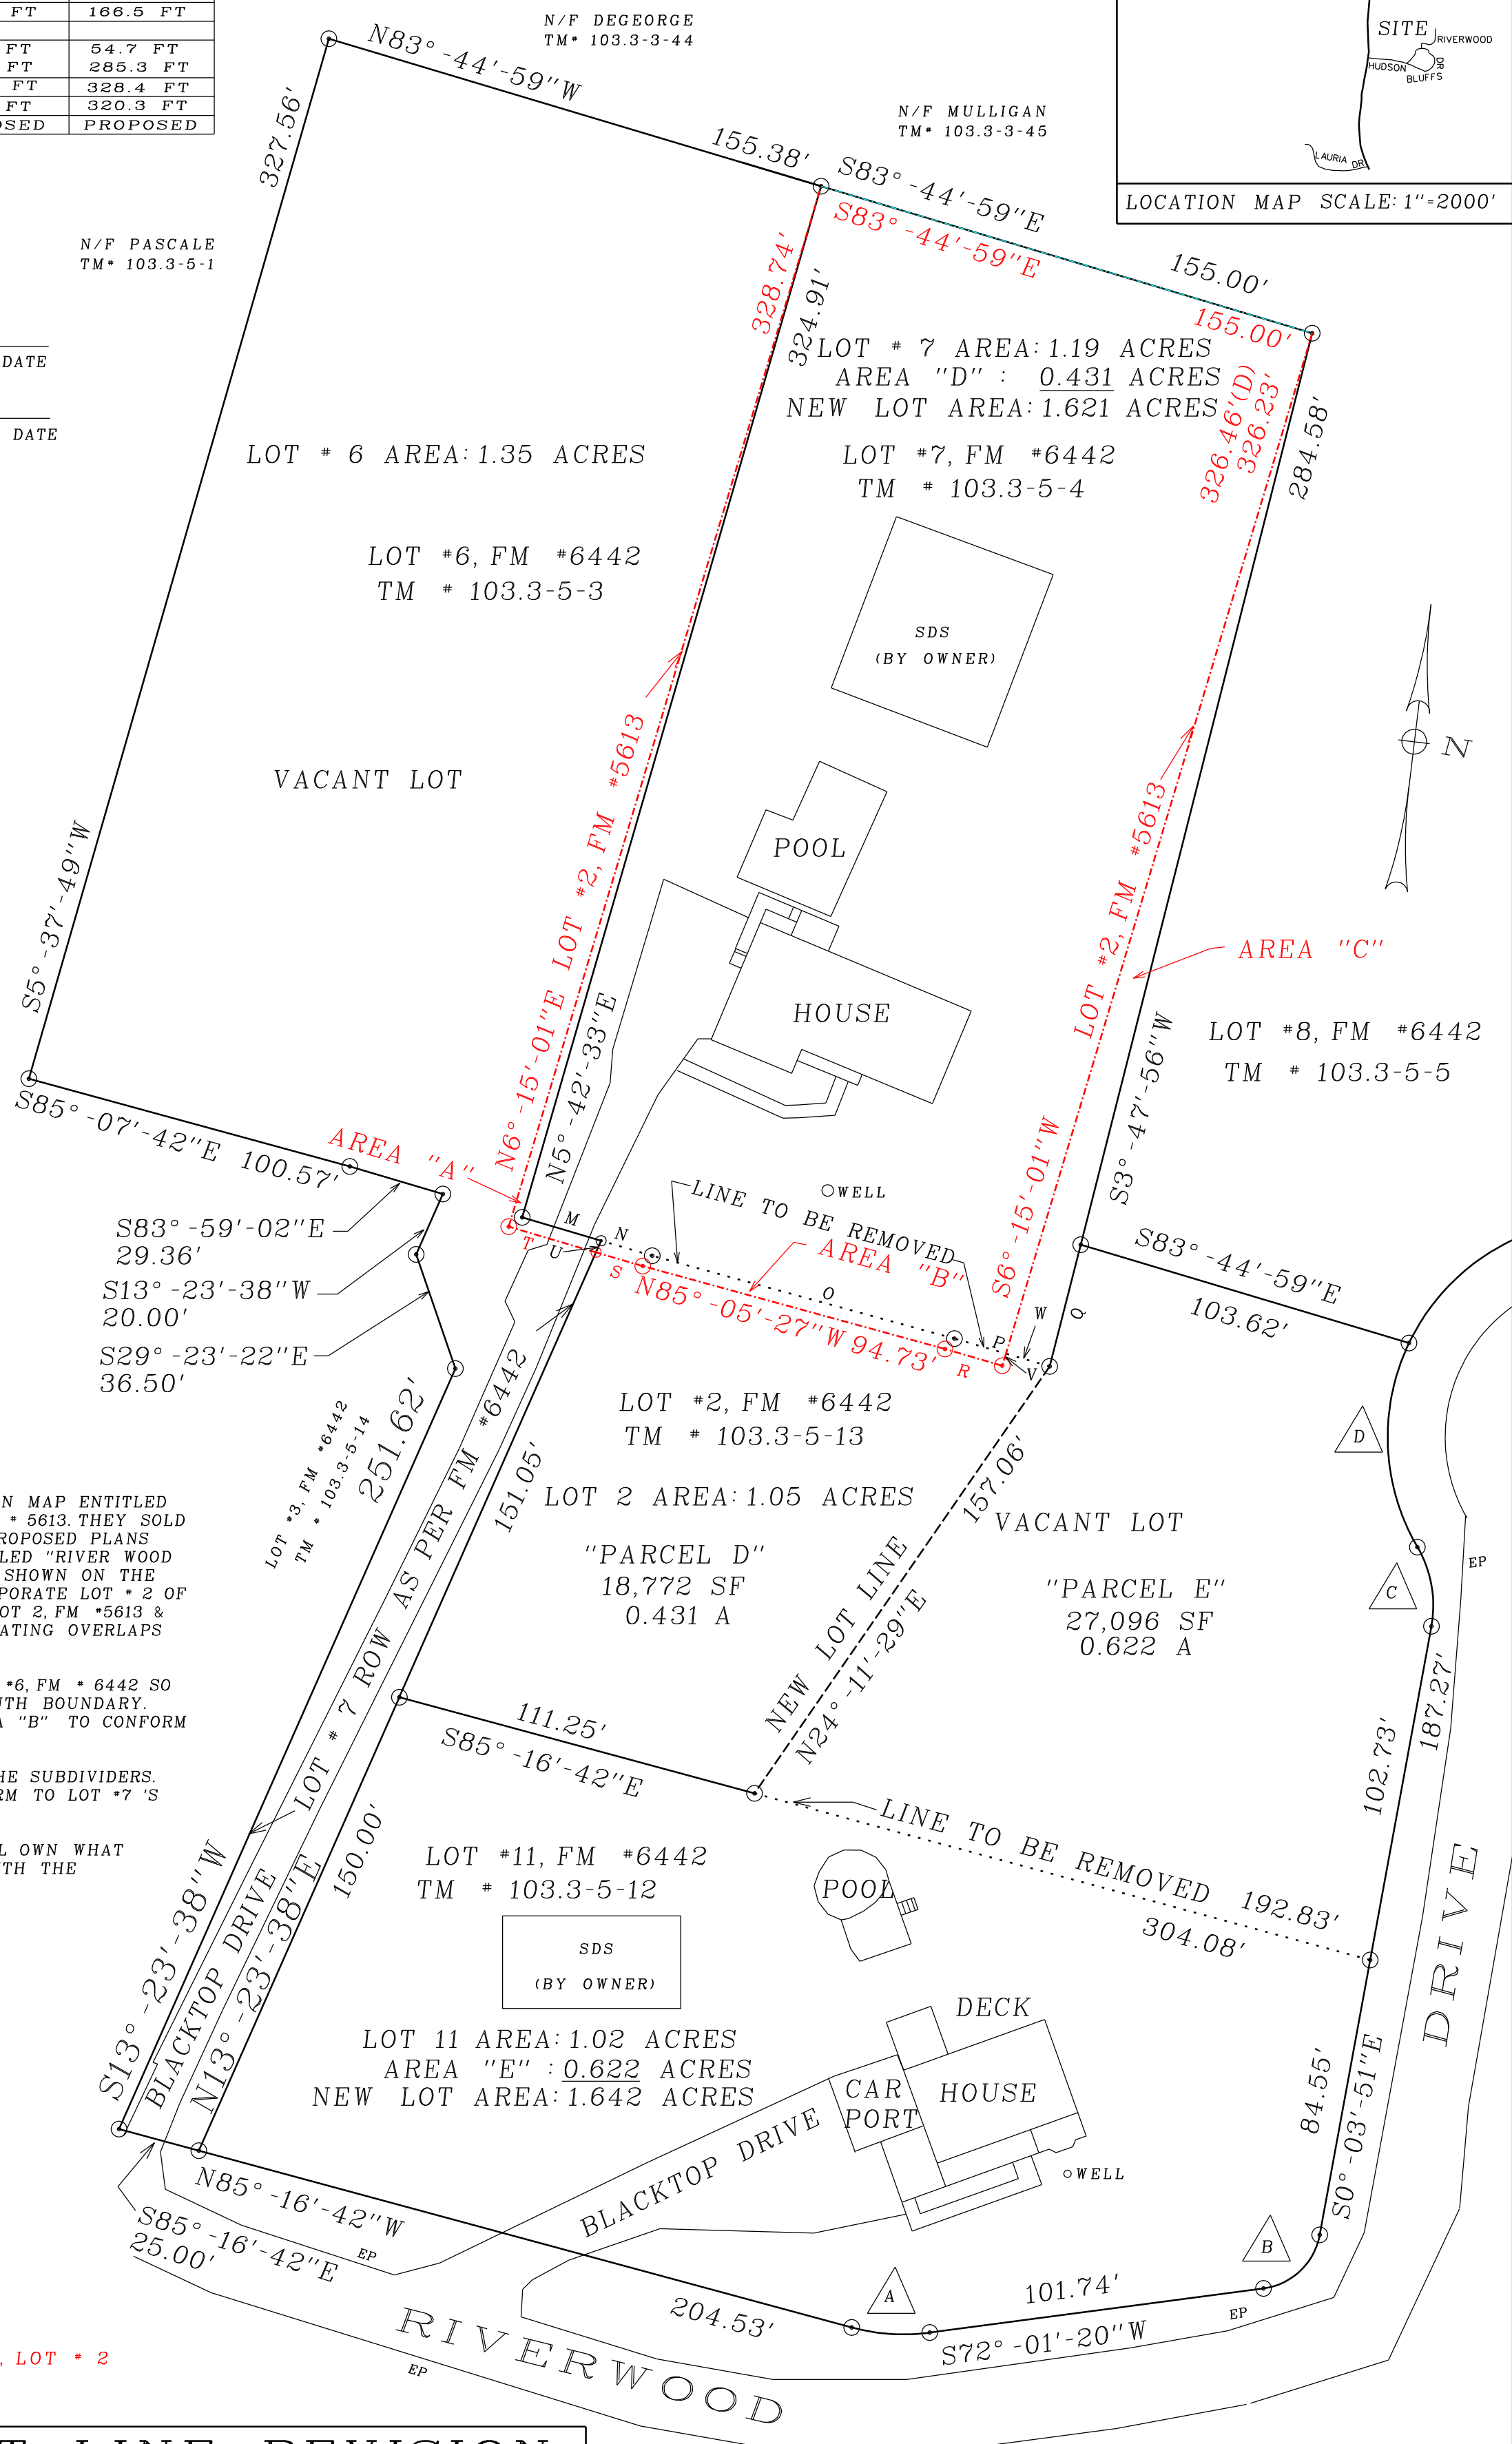 FT 166.5 FT
FT 54.7 FT
FT 285.3 FT
FT 328.4 FT
FT 320.3 FT
OSED PROPOSED
N/F DEGEORGE
TM# 103.3-3-44
N/F MULLIGAN
TM# 103.3-3-45
SITE
RIVERWOOD
HUDSON
DR
BLUFFS
LAURIA DR
LOCATION MAP SCALE: 1"=2000'
N83°-44'-59"W
155.38'
327.56'
N/F PASCALE
TM# 103.3-5-1
DATE
DATE
S83°-44'-59"E
155.00'
S83°-44'-59"E
155.00'
328.74'
324.91'
LOT # 7 AREA: 1.19 ACRES
AREA "D" : 0.431 ACRES
NEW LOT AREA: 1.621 ACRES
326.46'(D)
326.23'
284.58'
LOT #7, FM #6442
TM # 103.3-5-4
LOT # 6 AREA: 1.35 ACRES
LOT #6, FM #6442
TM # 103.3-5-3
SDS
(BY OWNER)
VACANT LOT
N
POOL
HOUSE
LOT #2, FM #5613
N6°-15'-01"E
N5°-42'-33"E
LOT #2, FM #5613
AREA "C"
LOT #8, FM #6442
TM # 103.3-5-5
S5°-37'-49"W
S6°-15'-01"W
S3°-47'-56"W
S85°-07'-42"E 100.57'
AREA "A"
S83°-59'-02"E
29.36'
S13°-23'-38"W
20.00'
S29°-23'-22"E
36.50'
M
N
T
U
S
O
P
W
V
R
Q
WELL
LINE TO BE REMOVED
AREA "B"
N85°-05'-27"W 94.73'
S83°-44'-59"E
103.62'
LOT #2, FM #6442
TM # 103.3-5-13
LOT 2 AREA: 1.05 ACRES
"PARCEL D"
18,772 SF
0.431 A
VACANT LOT
"PARCEL E"
27,096 SF
0.622 A
D
EP
C
LOT #3, FM #6442
TM # 103.3-5-14
251.62'
LOT # 7 ROW AS PER FM #6442
151.05'
157.06'
NEW LOT LINE
N24°-11'-29"E
N MAP ENTITLED
# 5613. THEY SOLD
ROPOSED PLANS
LED "RIVER WOOD
SHOWN ON THE
PORATE LOT # 2 OF
OT 2, FM #5613 &
ATING OVERLAPS
#6, FM # 6442 SO
TH BOUNDARY.
A "B" TO CONFORM
HE SUBDIVIDERS.
RM TO LOT #7 'S
L OWN WHAT
TH THE
111.25'
S85°-16'-42"E
187.27'
102.73'
LINE TO BE REMOVED 192.83'
304.08'
150.00'
LOT #11, FM #6442
TM # 103.3-5-12
POOL
SDS
(BY OWNER)
DECK
CAR
PORT
HOUSE
WELL
LOT 11 AREA: 1.02 ACRES
AREA "E" : 0.622 ACRES
NEW LOT AREA: 1.642 ACRES
S13°-23'-38"W
BLACKTOP DRIVE
N13°-23'-38"E
BLACKTOP DRIVE
DRIVE
84.55'
S0°-03'-51"E
N85°-16'-42"W
S85°-16'-42"E
25.00'
EP
204.53'
A
B
101.74'
S72°-01'-20"W
EP
RIVERWOOD
EP
, LOT # 2
T LINE REVISION